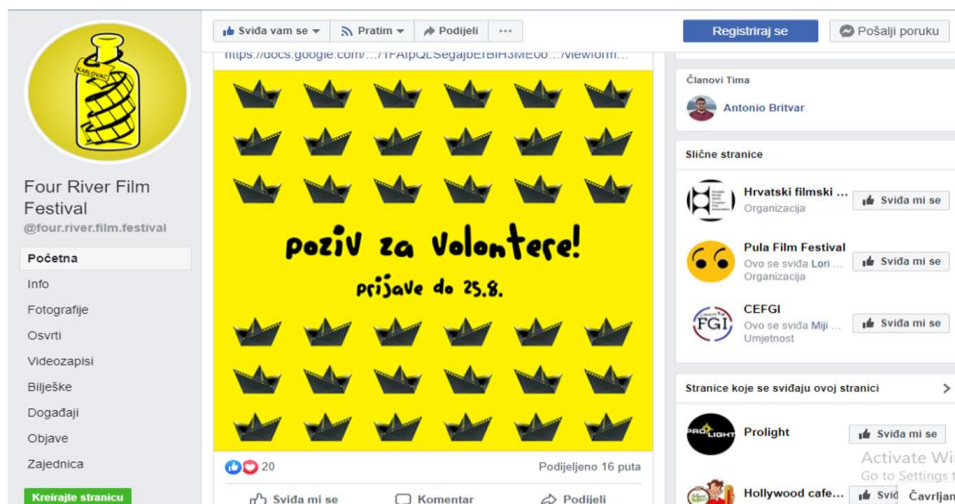 KARLOVAC
Four River Film
Festival
@four.river.film.festival
Početna
Info
Fotografije
Osvrti
Videozapisi
Bilješke
Događaji
Objave
Zajednica
Kreirajte stranicu
Sviđa vam se
Pratim
Podijeli
...
Registriraj se
Pošalji poruku
poziv za volontere!
prijave do 25.8.
20
Podijeljeno 16 puta
Sviđa mi se
Komentar
Podijeli
Članovi Tima
Antonio Britvar
Slične stranice
Hrvatski filmski ...
Organizacija
Sviđa mi se
Pula Film Festival
Ovo se sviđa Lori ...
Organizacija
Sviđa mi se
FGI
CEFGI
Ovo se sviđa Miji ...
Umjetnost
Sviđa mi se
Stranice koje se sviđaju ovoj stranici
PROLIGHT
Prolight
Sviđa mi se
Activate Wi
Go to Settings t
Hollywood cafe...
Sviđ
Čavrljan